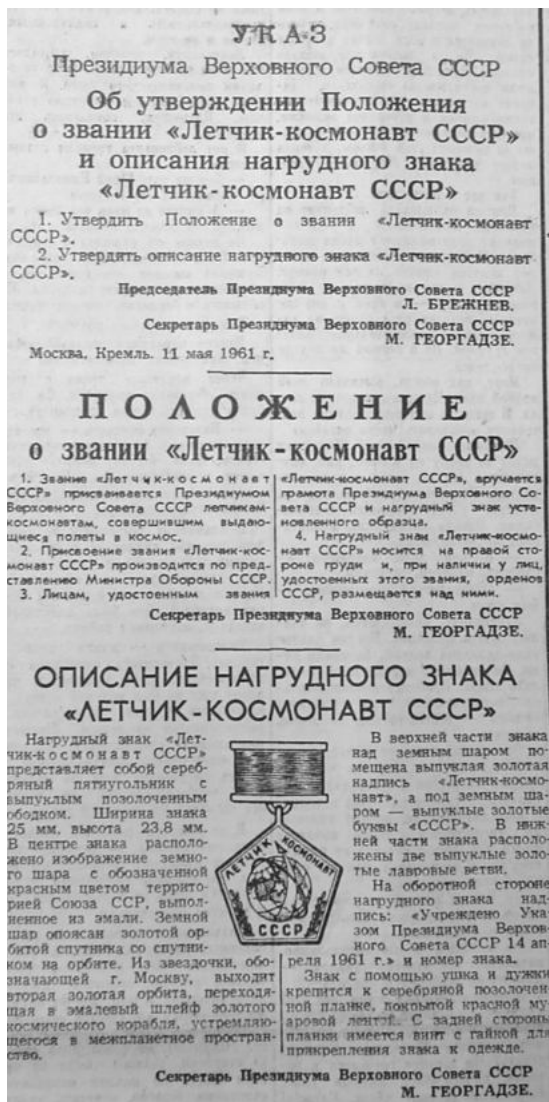 УКАЗ
Президиума Верховного Совета СССР
Об утверждении Положения
о звании «Летчик-космонавт СССР»
и описания нагрудного знака
«Летчик-космонавт СССР»
1. Утвердить Положение о звании «Летчик-космонавт
СССР».
2. Утвердить описание нагрудного знака «Летчик-космонавт
СССР».
Председатель Президиума Верховного Совета СССР
Л. БРЕЖНЕВ.
Секретарь Президиума Верховного Совета СССР
М. ГЕОРГАДЗЕ.
Москва, Кремль. 11 мая 1961 г.
ПОЛОЖЕНИЕ
о звании «Летчик-космонавт СССР»
1. Звание «Летчик-космонавт
СССР» присваивается Президиумом
Верховного Совета СССР летчикам-
космонавтам, совершившим выдаю-
щиеся полеты в космос.
2. Присвоение звания «Летчик-кос-
монавт СССР» производится по пред-
ставлению Министра Обороны СССР.
3. Лицам, удостоенным звания
«Летчик-космонавт СССР», вручается
грамота Президиума Верховного Со-
вета СССР и нагрудный знак уста-
новленного образца.
4. Нагрудный знак «Летчик-космо-
навт СССР» носится на правой сто-
роне груди и, при наличии у лиц,
удостоенных этого звания, орденов
СССР, размещается над ними.
Секретарь Президиума Верховного Совета СССР
М. ГЕОРГАДЗЕ.
ОПИСАНИЕ НАГРУДНОГО ЗНАКА
«ЛЕТЧИК-КОСМОНАВТ СССР»
Нагрудный знак «Лет-
чик-космонавт СССР»
представляет собой сереб-
ряный пятиугольник с
выпуклым позолоченным
ободком. Ширина знака
25 мм, высота 23,8 мм.
В центре знака располо-
жено изображение земно-
го шара с обозначенной
красным цветом террито-
рией Союза ССР, выпол-
ненное из эмали. Земной
шар опоясан золотой ор-
битой спутника со спутни-
ком на орбите. Из звездочки, обо-
значающей г. Москву, выходит
вторая золотая орбита, переходя-
щая в эмалевый шлейф золотого
космического корабля, устремляю-
щегося в межпланетное простран-
ство.
ЛЕТЧИК КОСМОНАВТ
СССР
В верхней части знака
над земным шаром по-
мещена выпуклая золотая
надпись «Летчик-космо-
навт», а под земным ша-
ром — выпуклые золотые
буквы «СССР». В ниж-
ней части знака располо-
жены две выпуклые золо-
тые лавровые ветви.
На оборотной стороне
нагрудного знака над-
пись: «Учреждено Ука-
зом Президиума Верхов-
ного Совета СССР 14 ап-
реля 1961 г.» и номер знака.
Знак с помощью ушка и дужки
крепится к серебряной позолочен-
ной планке, покрытой красной му-
аровой лентой. С задней стороны
планки имеется винт с гайкой для
прикрепления знака к одежде.
Секретарь Президиума Верховного Совета СССР
М. ГЕОРГАДЗЕ.